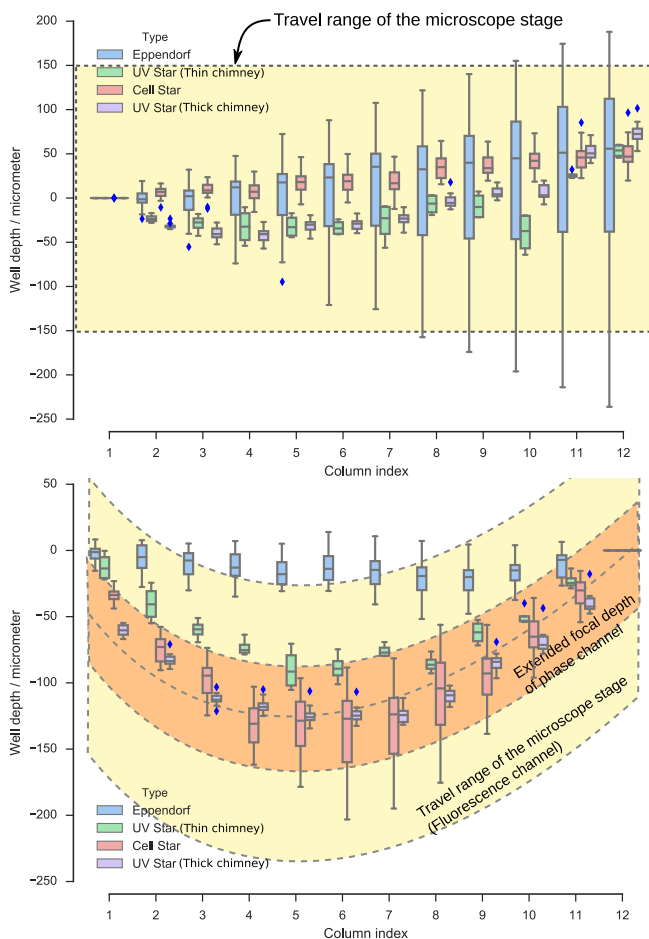 Travel range of the microscope stage
200
150
100
50
0
−50
−100
−150
−200
−250
Well depth / micrometer
Type
Eppendorf
UV Star (Thin chimney)
Cell Star
UV Star (Thick chimney)
1 2 3 4 5 6 7 8 9 10 11 12
Column index
50
0
−50
−100
−150
−200
−250
Well depth / micrometer
Extended focal depth
of phase channel
Travel range of the microscope stage
(Fluorescence channel)
Type
Eppendorf
UV Star (Thin chimney)
Cell Star
UV Star (Thick chimney)
1 2 3 4 5 6 7 8 9 10 11 12
Column index